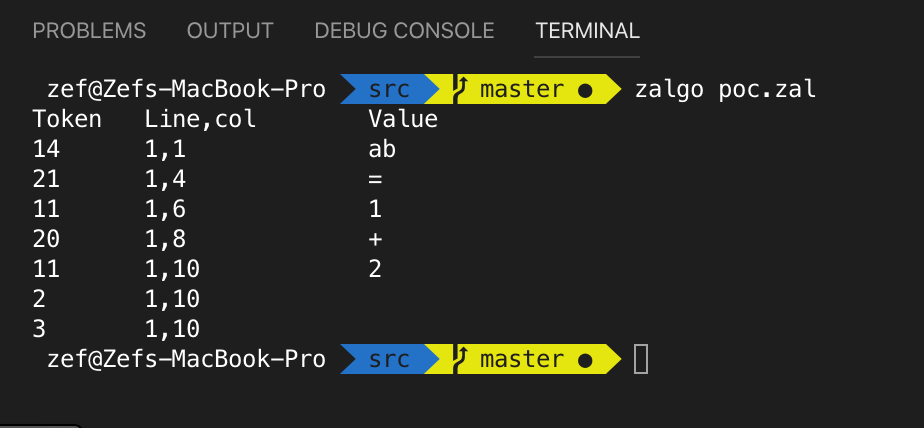 PROBLEMS OUTPUT DEBUG CONSOLE TERMINAL
zef@Zefs-MacBook-Pro src master ● zalgo poc.zal
Token Line,col Value
14 1,1 ab
21 1,4 =
11 1,6 1
20 1,8 +
11 1,10 2
2 1,10
3 1,10
zef@Zefs-MacBook-Pro src master ●